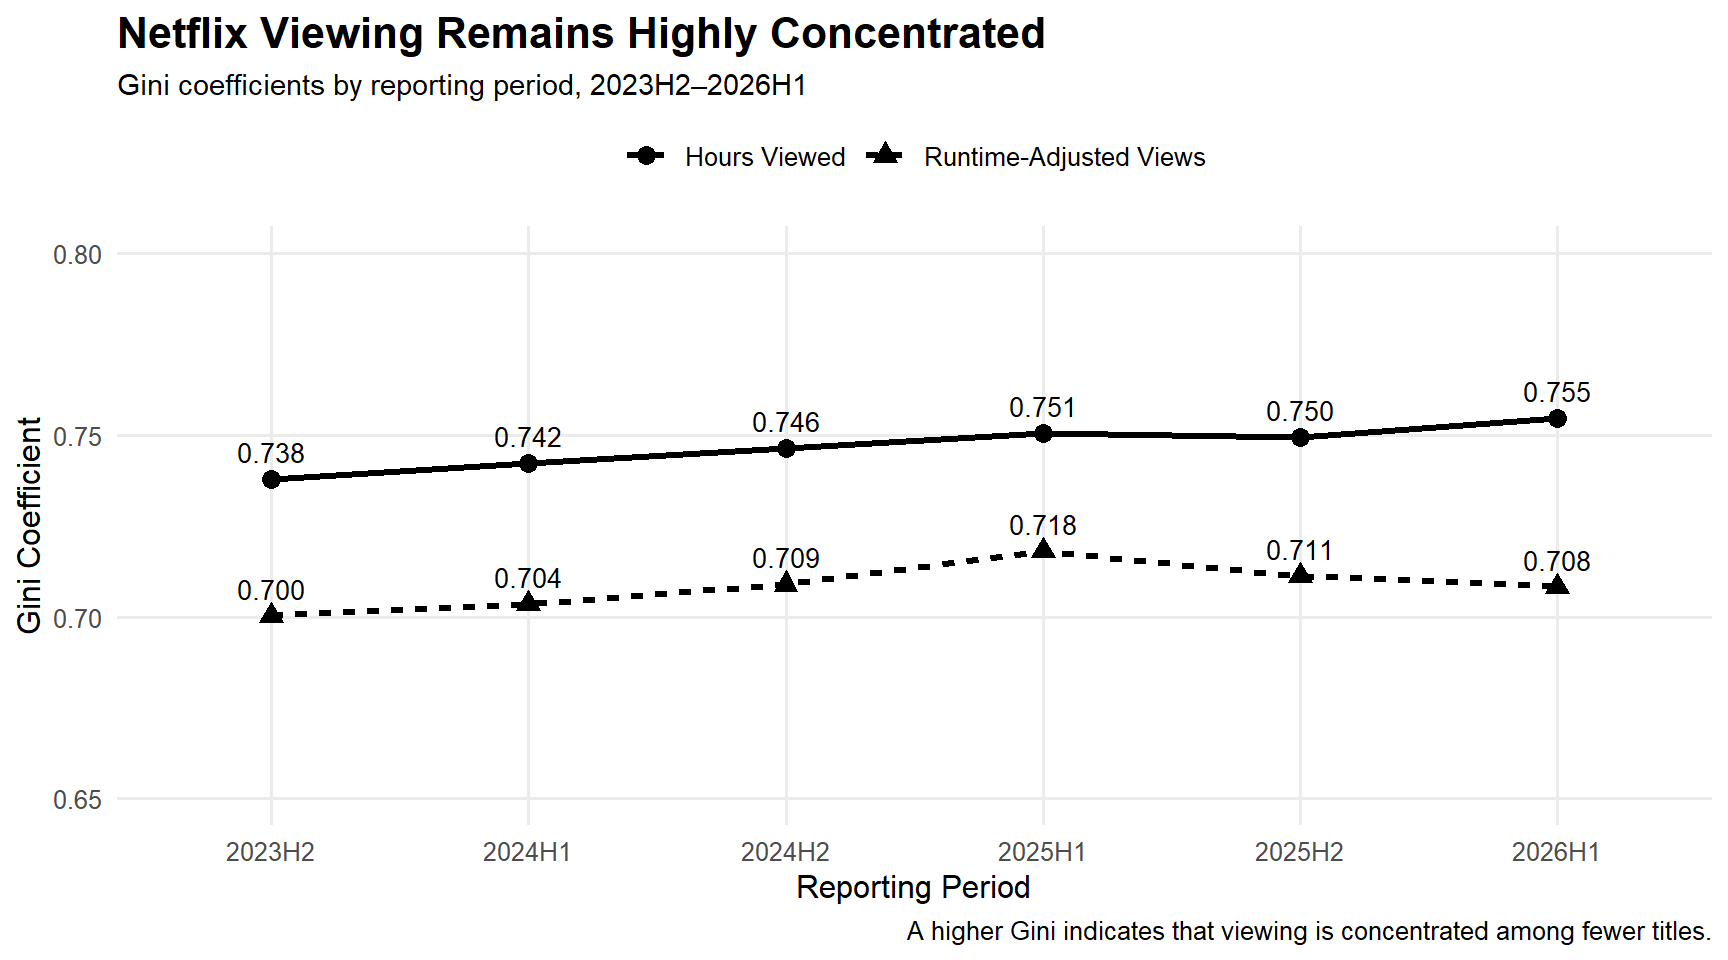 Netflix Viewing Remains Highly Concentrated
Gini coefficients by reporting period, 2023H2–2026H1
Hours Viewed
Runtime-Adjusted Views
Gini Coefficient
0.80
0.75
0.70
0.65
0.738
0.742
0.746
0.751
0.750
0.755
0.700
0.704
0.709
0.718
0.711
0.708
2023H2
2024H1
2024H2
2025H1
2025H2
2026H1
Reporting Period
A higher Gini indicates that viewing is concentrated among fewer titles.